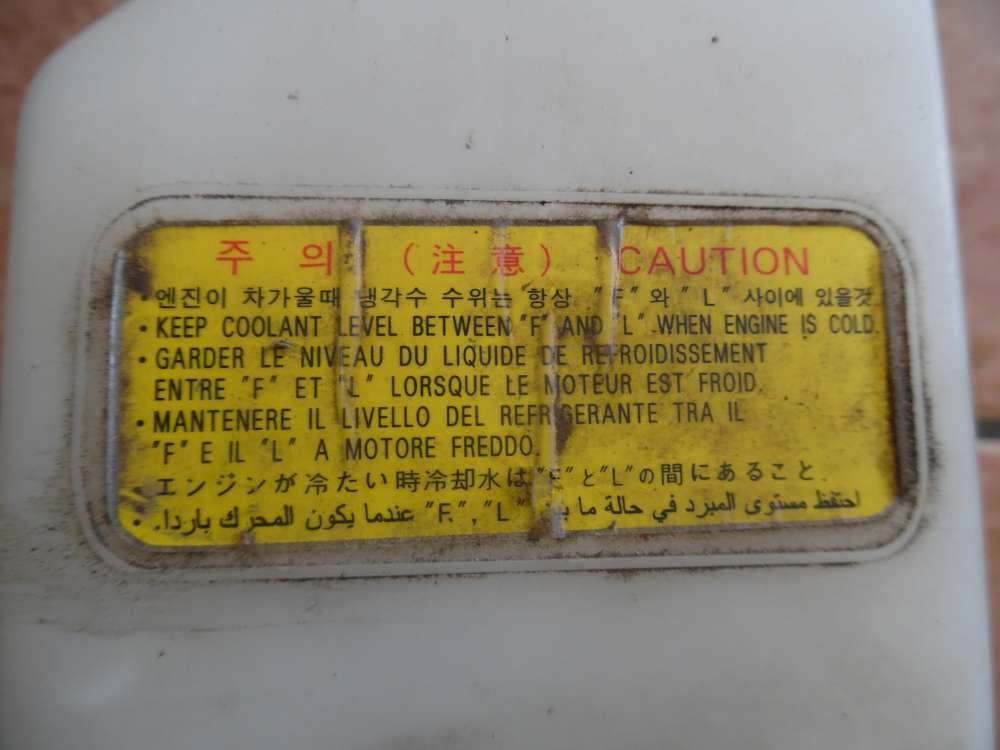 주 의 (注 意) CAUTION
• 엔진이 차가울때 냉각수 수위는 항상 "F" 와 "L" 사이에 있을것.
• KEEP COOLANT LEVEL BETWEEN "F" AND "L" WHEN ENGINE IS COLD.
• GARDER LE NIVEAU DU LIQUIDE DE REFROIDISSEMENT
ENTRE "F" ET "L" LORSQUE LE MOTEUR EST FROID.
• MANTENERE IL LIVELLO DEL REFRIGERANTE TRA IL
"F" E IL "L" A MOTORE FREDDO.
• エンジンが冷たい時冷却水は"F"と"L"の間にあること.
• احتفظ مستوى المبرد في حالة ما بين "F", "L" عندما يكون المحرك باردا.